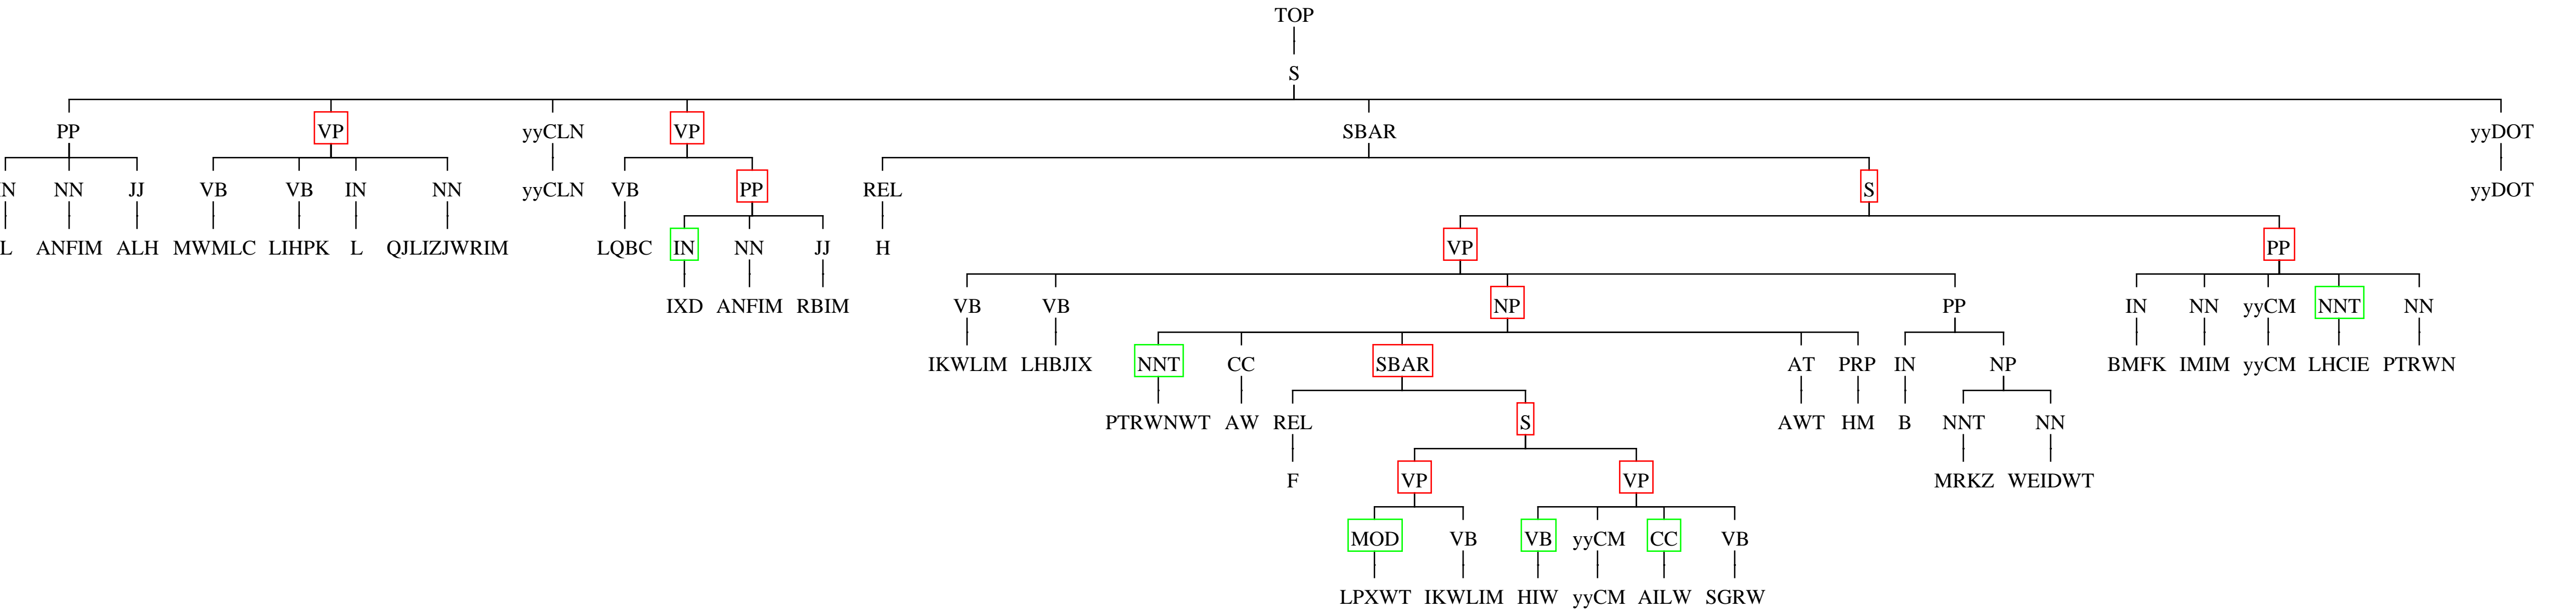 TOP
S
PP VP yyCLN VP SBAR yyDOT
NN JJ VB VB IN NN yyCLN VB PP REL S yyDOT
L ANFIM ALH MWMLC LIHPK L QJLIZJWRIM LQBC IN NN JJ H VP PP
IXD ANFIM RBIM VB VB NP PP IN NN yyCM NNT NN
IKWLIM LHBJIX NNT CC SBAR AT PRP IN NP BMFK IMIM yyCM LHCIE PTRWN
PTRWNWT AW REL S AWT HM B NNT NN
F VP VP MRKZ WEIDWT
MOD VB VB yyCM CC VB
LPXWT IKWLIM HIW yyCM AILW SGRW